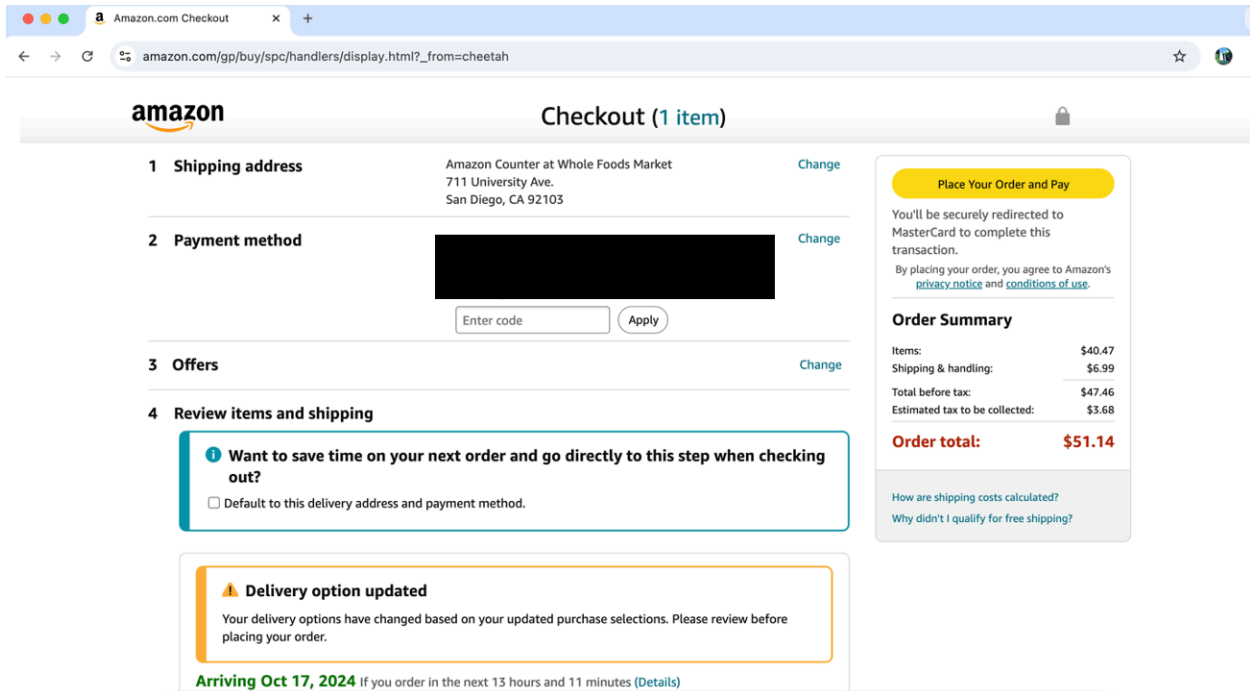 Amazon.com Checkout
amazon.com/gp/buy/spc/handlers/display.html?_from=cheetah
amazon
Checkout (1 item)
1 Shipping address
Amazon Counter at Whole Foods Market
711 University Ave.
San Diego, CA 92103
Change
2 Payment method
Change
Enter code
Apply
3 Offers
Change
4 Review items and shipping
Want to save time on your next order and go directly to this step when checking
out?
Default to this delivery address and payment method.
Delivery option updated
Your delivery options have changed based on your updated purchase selections. Please review before
placing your order.
Arriving Oct 17, 2024 If you order in the next 13 hours and 11 minutes (Details)
Place Your Order and Pay
You'll be securely redirected to
MasterCard to complete this
transaction.
By placing your order, you agree to Amazon's
privacy notice and conditions of use.
Order Summary
Items: $40.47
Shipping & handling: $6.99
Total before tax: $47.46
Estimated tax to be collected: $3.68
Order total: $51.14
How are shipping costs calculated?
Why didn't I qualify for free shipping?